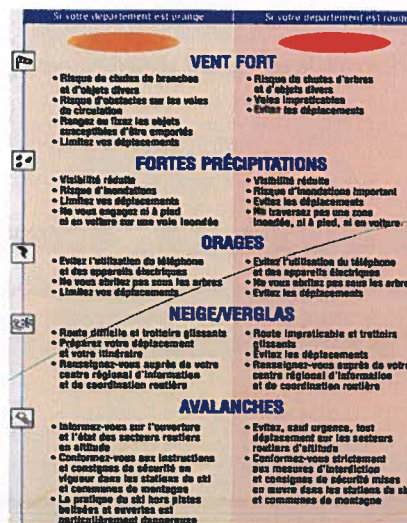 Si votre département est orange
Si votre département est rouge
VENT FORT
• Risque de chutes de branches
et d'objets divers
• Risque d'obstacles sur les voies
de circulation
• Rangez ou fixez les objets
susceptibles d'être emportés
• Limitez vos déplacements
• Risque de chutes d'arbres
et d'objets divers
• Voies impraticables
• Evitez les déplacements
FORTES PRÉCIPITATIONS
• Visibilité réduite
• Risque d'inondations
• Limitez vos déplacements
• Ne vous engagez ni à pied
ni en voiture sur une voie inondée
• Visibilité réduite
• Risque d'inondations important
• Evitez les déplacements
• Ne traversez pas une zone
inondée, ni à pied, ni en voiture
ORAGES
• Evitez l'utilisation du téléphone
et des appareils électriques
• Ne vous abritez pas sous les arbres
• Limitez vos déplacements
• Evitez l'utilisation du téléphone
et des appareils électriques
• Ne vous abritez pas sous les arbres
• Evitez les déplacements
NEIGE/VERGLAS
• Route difficile et trottoirs glissants
• Préparez votre déplacement
et votre itinéraire
• Renseignez-vous auprès de votre
centre régional d'information
et de coordination routière
• Route impraticable et trottoirs
glissants
• Evitez les déplacements
• Renseignez-vous auprès de votre
centre régional d'information
et de coordination routière
AVALANCHES
• Informez-vous sur l'ouverture
et l'état des secteurs routiers
en altitude
• Conformez-vous aux instructions
et consignes de sécurité en
vigueur dans les stations de ski
et communes de montagne
• La pratique du ski hors pistes
balisées et ouvertes est
particulièrement dangereuse
• Evitez, sauf urgence, tout
déplacement sur les secteurs
routiers d'altitude
• Conformez-vous strictement
aux mesures d'interdiction
et consignes de sécurité mises
en œuvre dans les stations de ski
et communes de montagne